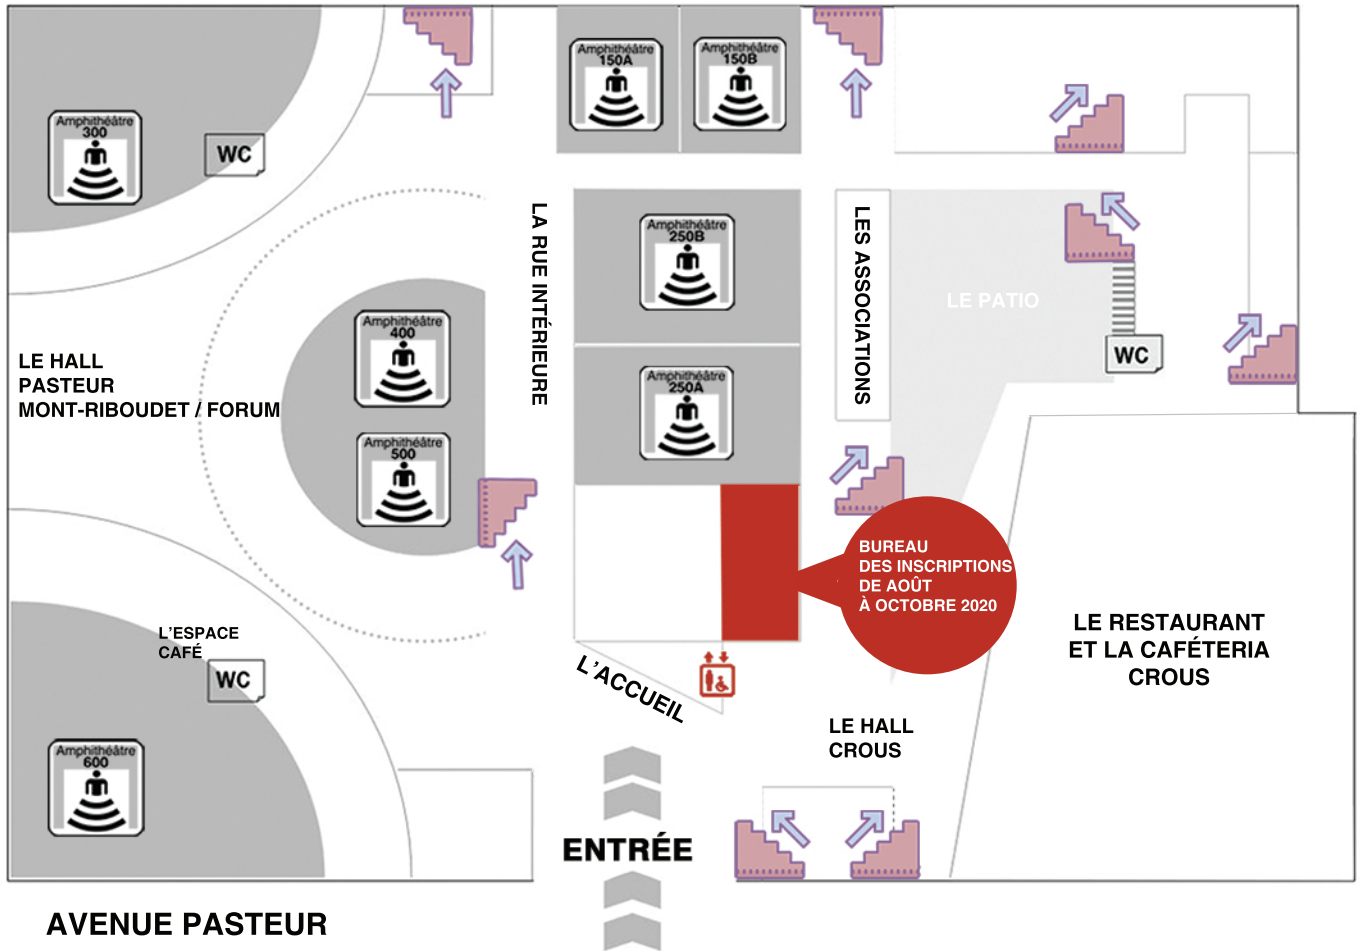 Amphithéâtre
150A
Amphithéâtre
150B
Amphithéâtre
300
WC
LA RUE INTÉRIEURE
Amphithéâtre
250B
LES ASSOCIATIONS
LE PATIO
Amphithéâtre
400
WC
LE HALL
PASTEUR
MONT-RIBOUDET / FORUM
Amphithéâtre
250A
Amphithéâtre
500
BUREAU
DES INSCRIPTIONS
DE AOÛT
À OCTOBRE 2020
L'ESPACE
CAFÉ
WC
L'ACCUEIL
LE RESTAURANT
ET LA CAFÉTERIA
CROUS
LE HALL
CROUS
Amphithéâtre
600
ENTRÉE
AVENUE PASTEUR